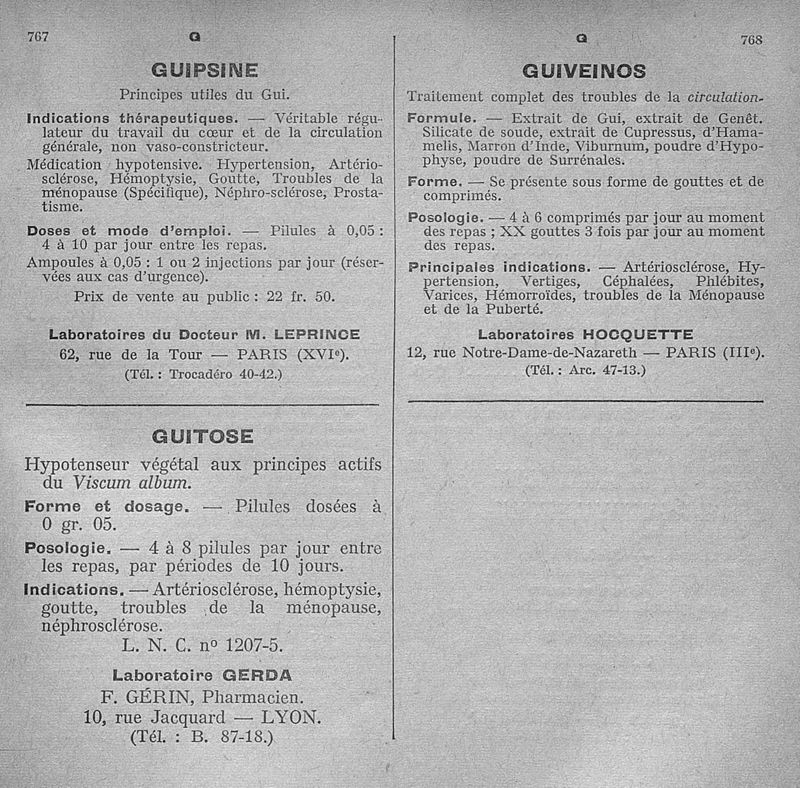 767
G
GUIPSINE
Principes utiles du Gui.
Indications thérapeutiques. — Véritable régu-
lateur du travail du cœur et de la circulation
générale, non vaso-constricteur.
Médication hypotensive. Hypertension, Artério-
sclérose, Hémoptysie, Goutte, Troubles de la
ménopause (Spécifique), Néphro-sclérose, Prosta-
tisme.
Doses et mode d'emploi. — Pilules à 0,05 :
4 à 10 par jour entre les repas.
Ampoules à 0,05 : 1 ou 2 injections par jour (réser-
vées aux cas d'urgence).
Prix de vente au public : 22 fr. 50.
Laboratoires du Docteur M. LEPRINCE
62, rue de la Tour — PARIS (XVIe).
(Tél. : Trocadéro 40-42.)
GUITOSE
Hypotenseur végétal aux principes actifs
du Viscum album.
Forme et dosage. — Pilules dosées à
0 gr. 05.
Posologie. — 4 à 8 pilules par jour entre
les repas, par périodes de 10 jours.
Indications. — Artériosclérose, hémoptysie,
goutte, troubles de la ménopause,
néphrosclérose.
L. N. C. nº 1207-5.
Laboratoire GERDA
F. GÉRIN, Pharmacien.
10, rue Jacquard — LYON.
(Tél. : B. 87-18.)
G
768
GUIVEINOS
Traitement complet des troubles de la circulation.
Formule. — Extrait de Gui, extrait de Genêt.
Silicate de soude, extrait de Cupressus, d'Hama-
melis, Marron d'Inde, Viburnum, poudre d'Hypo-
physe, poudre de Surrénales.
Forme. — Se présente sous forme de gouttes et de
comprimés.
Posologie. — 4 à 6 comprimés par jour au moment
des repas ; XX gouttes 3 fois par jour au moment
des repas.
Principales indications. — Artériosclérose, Hy-
pertension, Vertiges, Céphalées, Phlébites,
Varices, Hémorroïdes, troubles de la Ménopause
et de la Puberté.
Laboratoires HOCQUETTE
12, rue Notre-Dame-de-Nazareth — PARIS (IIIe).
(Tél. : Arc. 47-13.)